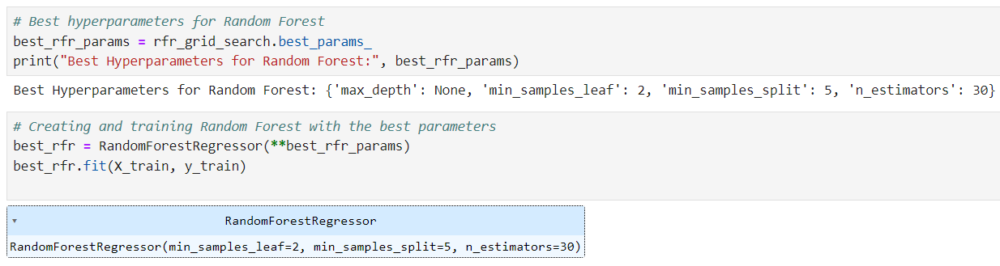 # Best hyperparameters for Random Forest
best_rfr_params = rfr_grid_search.best_params_
print("Best Hyperparameters for Random Forest:", best_rfr_params)
Best Hyperparameters for Random Forest: {'max_depth': None, 'min_samples_leaf': 2, 'min_samples_split': 5, 'n_estimators': 30}
# Creating and training Random Forest with the best parameters
best_rfr = RandomForestRegressor(**best_rfr_params)
best_rfr.fit(X_train, y_train)
RandomForestRegressor
RandomForestRegressor(min_samples_leaf=2, min_samples_split=5, n_estimators=30)